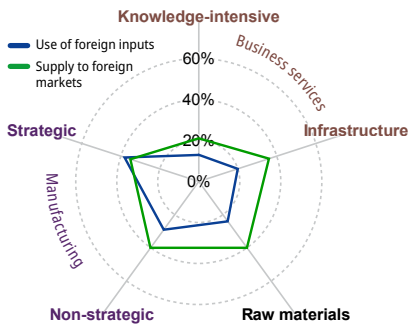 Knowledge-intensive
Use of foreign inputs
Supply to foreign
markets
Business services
60%
40%
20%
0%
Strategic
Infrastructure
Manufacturing
Non-strategic
Raw materials